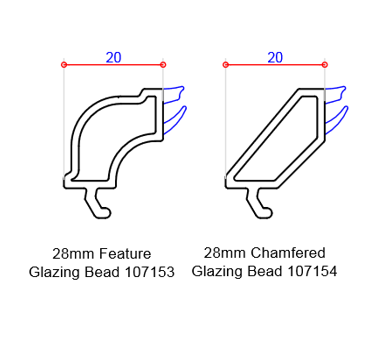 20
20
28mm Feature
Glazing Bead 107153
28mm Chamfered
Glazing Bead 107154